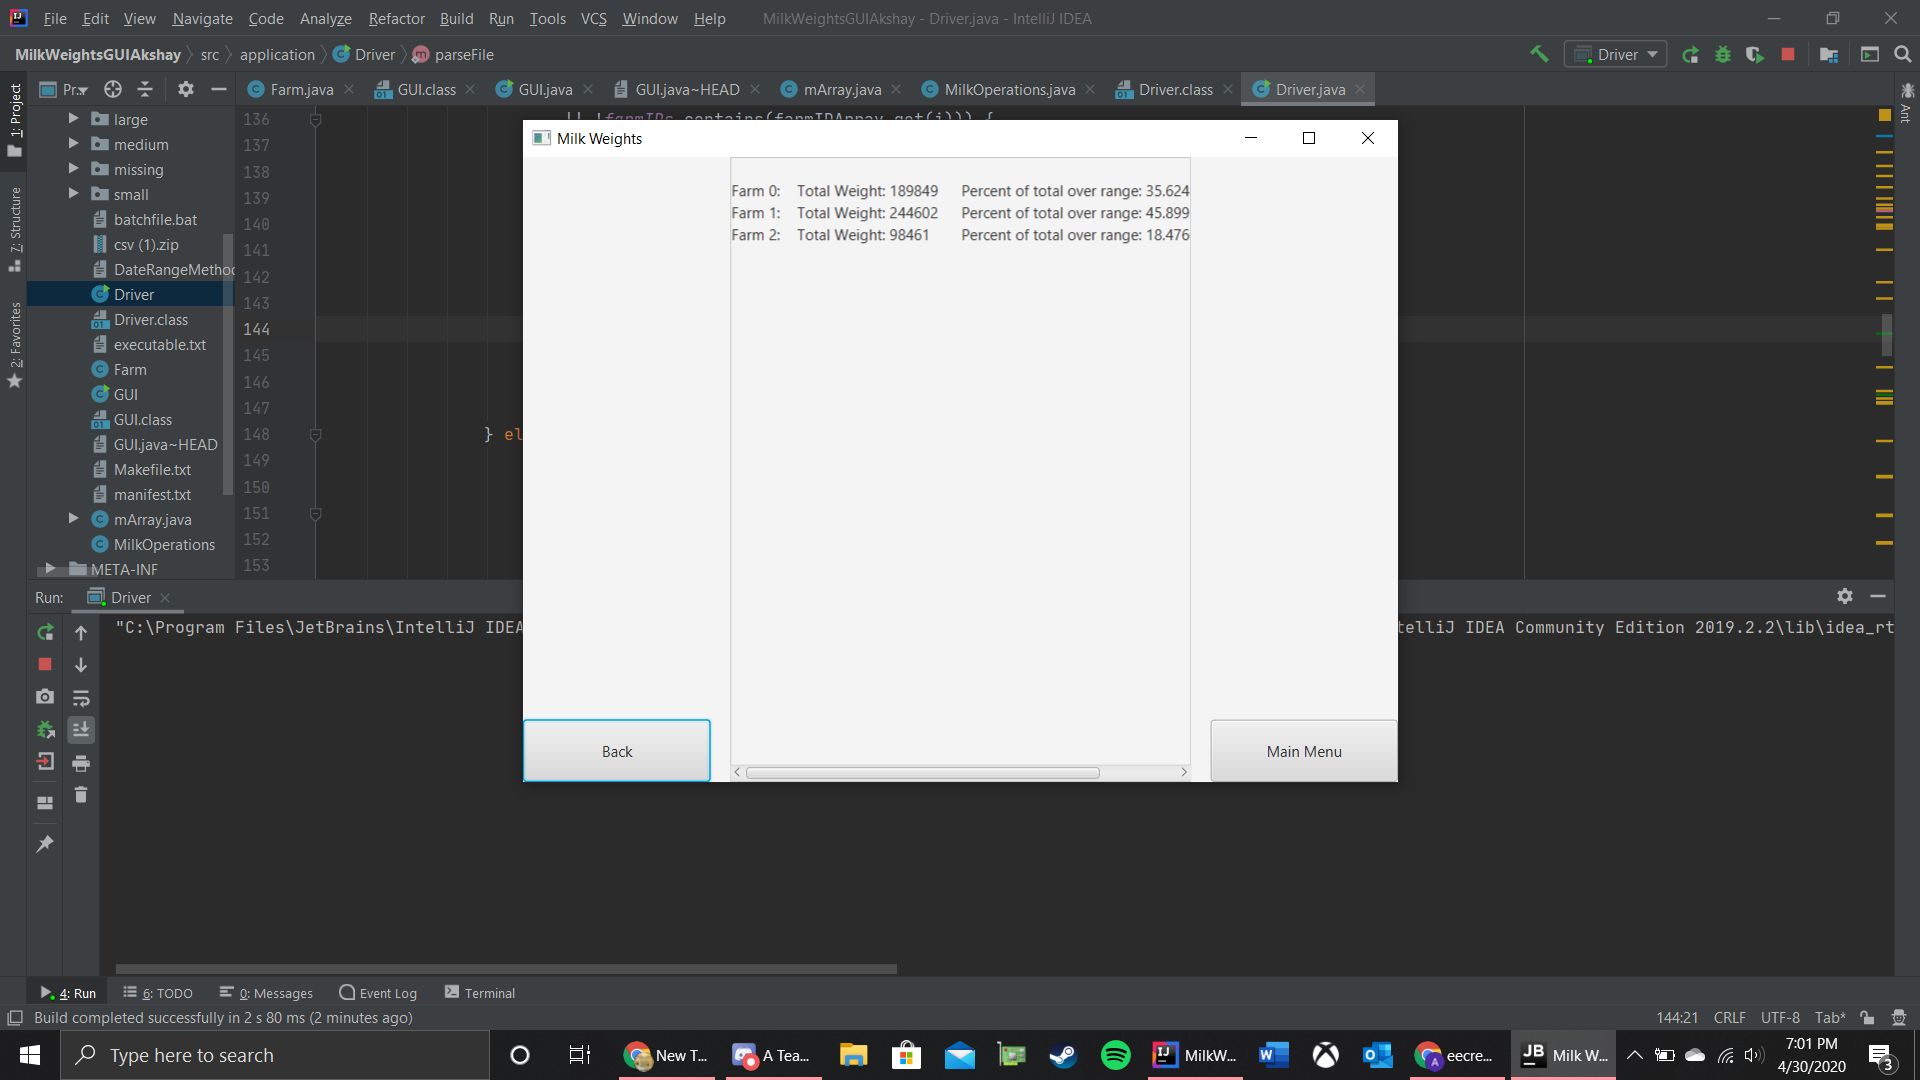 File Edit View Navigate Code Analyze Refactor Build Run Tools VCS Window Help MilkWeightsGUIAkshay - Driver.java - IntelliJ IDEA
MilkWeightsGUIAkshay src application Driver parseFile Driver
Farm.java GUI.class GUI.java GUI.java~HEAD mArray.java MilkOperations.java Driver.class Driver.java
1: Project
7: Structure
2: Favorites
Ant
large
medium
missing
small
batchfile.bat
csv (1).zip
DateRangeMethod
Driver
Driver.class
executable.txt
Farm
GUI
GUI.class
GUI.java~HEAD
Makefile.txt
manifest.txt
mArray.java
MilkOperations
META-INF
136 || !farmIDs.contains(farmIDArray.get(i))) {
137
138
139
140
141
142
143
144
145
146
147
148 } el
149
150
151
152
153
Milk Weights
Farm 0: Total Weight: 189849 Percent of total over range: 35.624
Farm 1: Total Weight: 244602 Percent of total over range: 45.899
Farm 2: Total Weight: 98461 Percent of total over range: 18.476
Back
Main Menu
Run: Driver
"C:\Program Files\JetBrains\IntelliJ IDEA
telliJ IDEA Community Edition 2019.2.2\lib\idea_rt
4: Run 6: TODO 0: Messages Event Log Terminal
Build completed successfully in 2 s 80 ms (2 minutes ago) 144:21 CRLF UTF-8 Tab*
Type here to search
New T...
A Tea...
MilkW...
eecre...
Milk W...
7:01 PM
4/30/2020
3